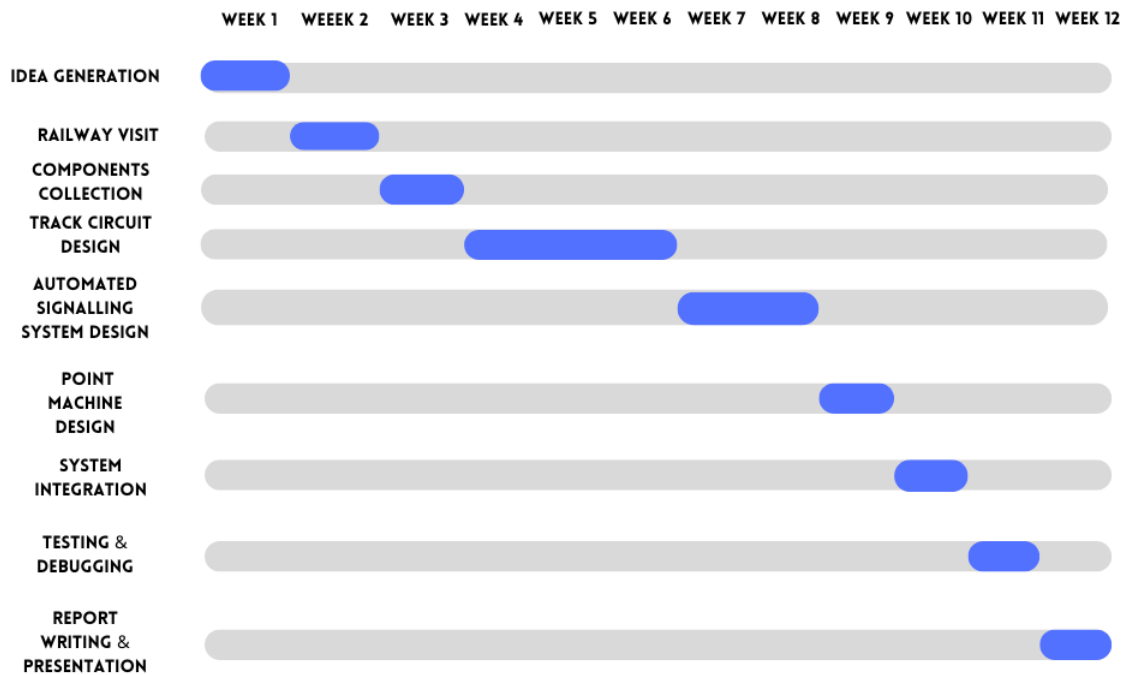 WEEK 1 WEEEK 2 WEEK 3 WEEK 4 WEEK 5 WEEK 6 WEEK 7 WEEK 8 WEEK 9 WEEK 10 WEEK 11 WEEK 12
IDEA GENERATION
RAILWAY VISIT
COMPONENTS
COLLECTION
TRACK CIRCUIT
DESIGN
AUTOMATED
SIGNALLING
SYSTEM DESIGN
POINT
MACHINE
DESIGN
SYSTEM
INTEGRATION
TESTING &
DEBUGGING
REPORT
WRITING &
PRESENTATION